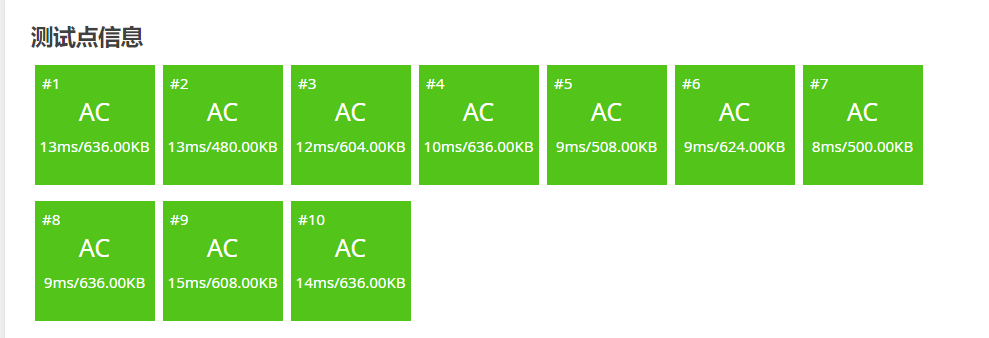 测试点信息
#1 #2 #3 #4 #5 #6 #7
AC AC AC AC AC AC AC
13ms/636.00KB 13ms/480.00KB 12ms/604.00KB 10ms/636.00KB 9ms/508.00KB 9ms/624.00KB 8ms/500.00KB
#8 #9 #10
AC AC AC
9ms/636.00KB 15ms/608.00KB 14ms/636.00KB